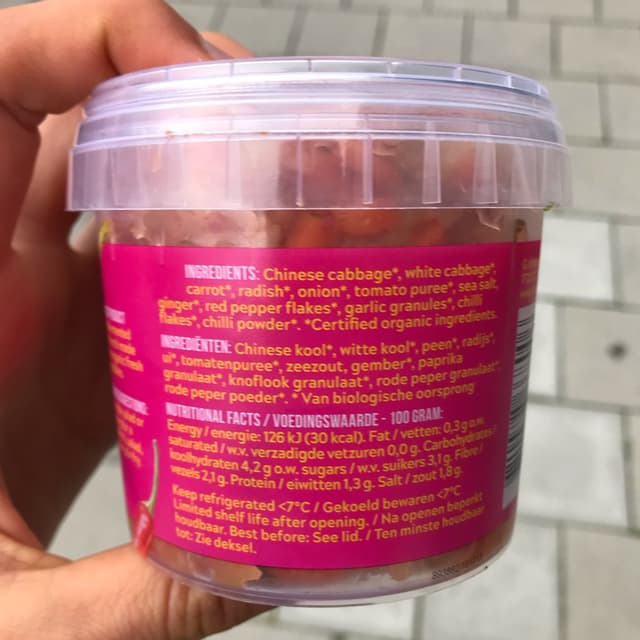 INGREDIENTS: Chinese cabbage*, white cabbage*,
carrot*, radish*, onion*, tomato puree*, sea salt,
ginger*, red pepper flakes*, garlic granules*, chilli
flakes*, chilli powder*. *Certified organic ingredients.
INGREDIËNTEN: Chinese kool*, witte kool*, peen*, radijs*,
ui*, tomatenpuree*, zeezout, gember*, paprika
granulaat*, knoflook granulaat*, rode peper granulaat*,
rode peper poeder*. * Van biologische oorsprong
NUTRITIONAL FACTS / VOEDINGSWAARDE - 100 GRAM:
Energy / energie: 126 kJ (30 kcal). Fat / vetten: 0,3 g o.w.
saturated / w.v. verzadigde vetzuren 0,0 g. Carbohydrates /
koolhydraten 4,2 g o.w. sugars / w.v. suikers 3,1 g. Fibre /
vezels 2,1 g. Protein / eiwitten 1,3 g. Salt / zout 1,8 g.
Keep refrigerated <7°C / Gekoeld bewaren <7°C
Limited shelf life after opening. / Na openen beperkt
houdbaar. Best before: See lid. / Ten minste houdbaar
tot: Zie deksel.